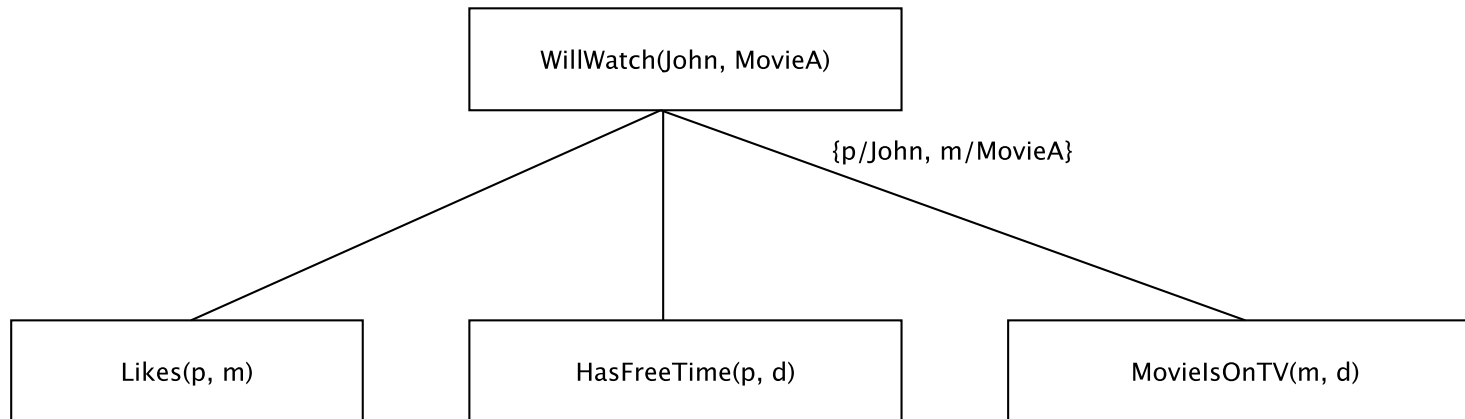 WillWatch(John, MovieA)
{p/John, m/MovieA}
Likes(p, m)
HasFreeTime(p, d)
MovieIsOnTV(m, d)